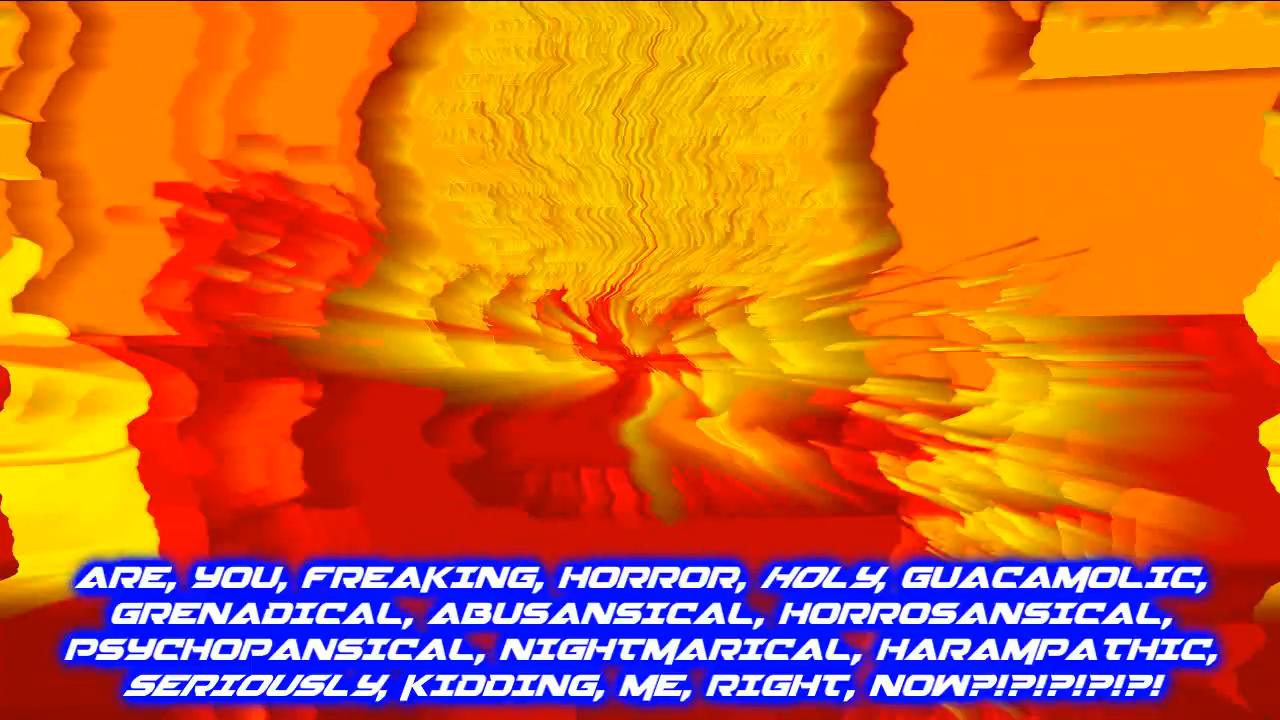 ARE, YOU, FREAKING, HORROR, HOLY, GUACAMOLIC,
GRENADICAL, ABUSANSICAL, HORROSANSICAL,
PSYCHOPANSICAL, NIGHTMARICAL, HARAMPATHIC,
SERIOUSLY, KIDDING, ME, RIGHT, NOW?!?!?!?!?!